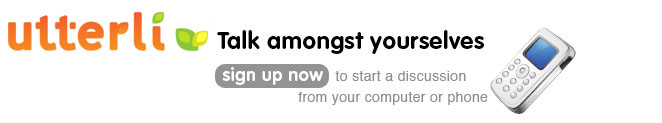 utterli
Talk amongst yourselves
sign up now to start a discussion
from your computer or phone